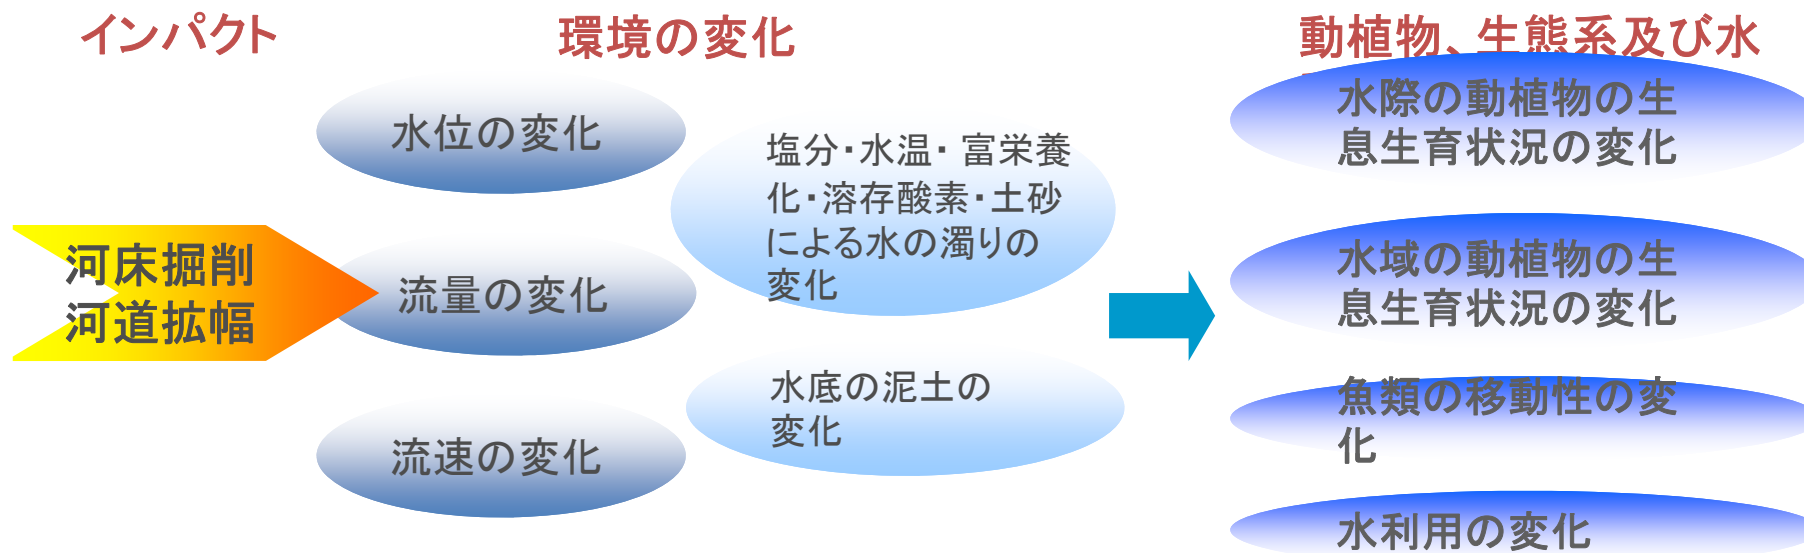 インパクト
環境の変化
動植物、生態系及び水
河床掘削
河道拡幅
水位の変化
流量の変化
流速の変化
塩分・水温・ 富栄養
化・溶存酸素・土砂
による水の濁りの
変化
水底の泥土の
変化
水際の動植物の生
息生育状況の変化
水域の動植物の生
息生育状況の変化
魚類の移動性の変
化
水利用の変化